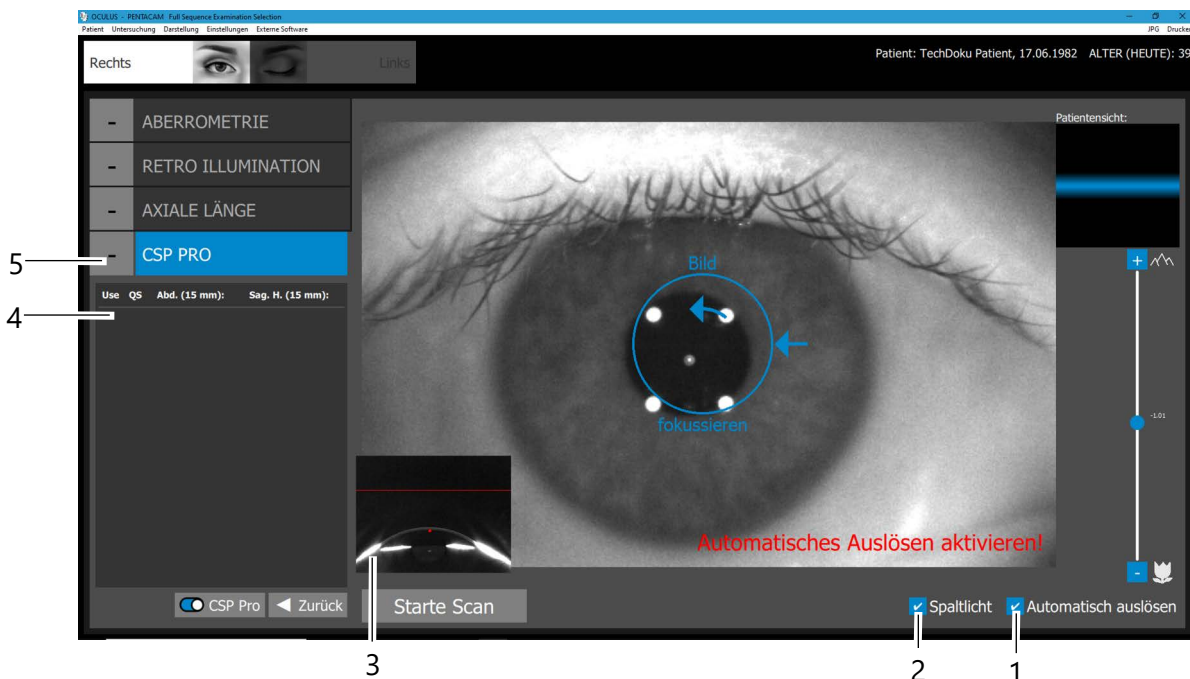 OCULUS - PENTACAM Full Sequence Examination Selection
Patient Untersuchung Darstellung Einstellungen Externe Software JPG Drucken
Rechts Links
Patient: TechDoku Patient, 17.06.1982 ALTER (HEUTE): 39
- ABERROMETRIE
Patientensicht:
- RETRO ILLUMINATION
- AXIALE LÄNGE
- CSP PRO
5
Bild
+
Use QS Abd. (15 mm): Sag. H. (15 mm):
4
-1.01
fokussieren
Automatisches Auslösen aktivieren!
-
CSP Pro Zurück
Starte Scan
Spaltlicht Automatisch auslösen
3
2
1